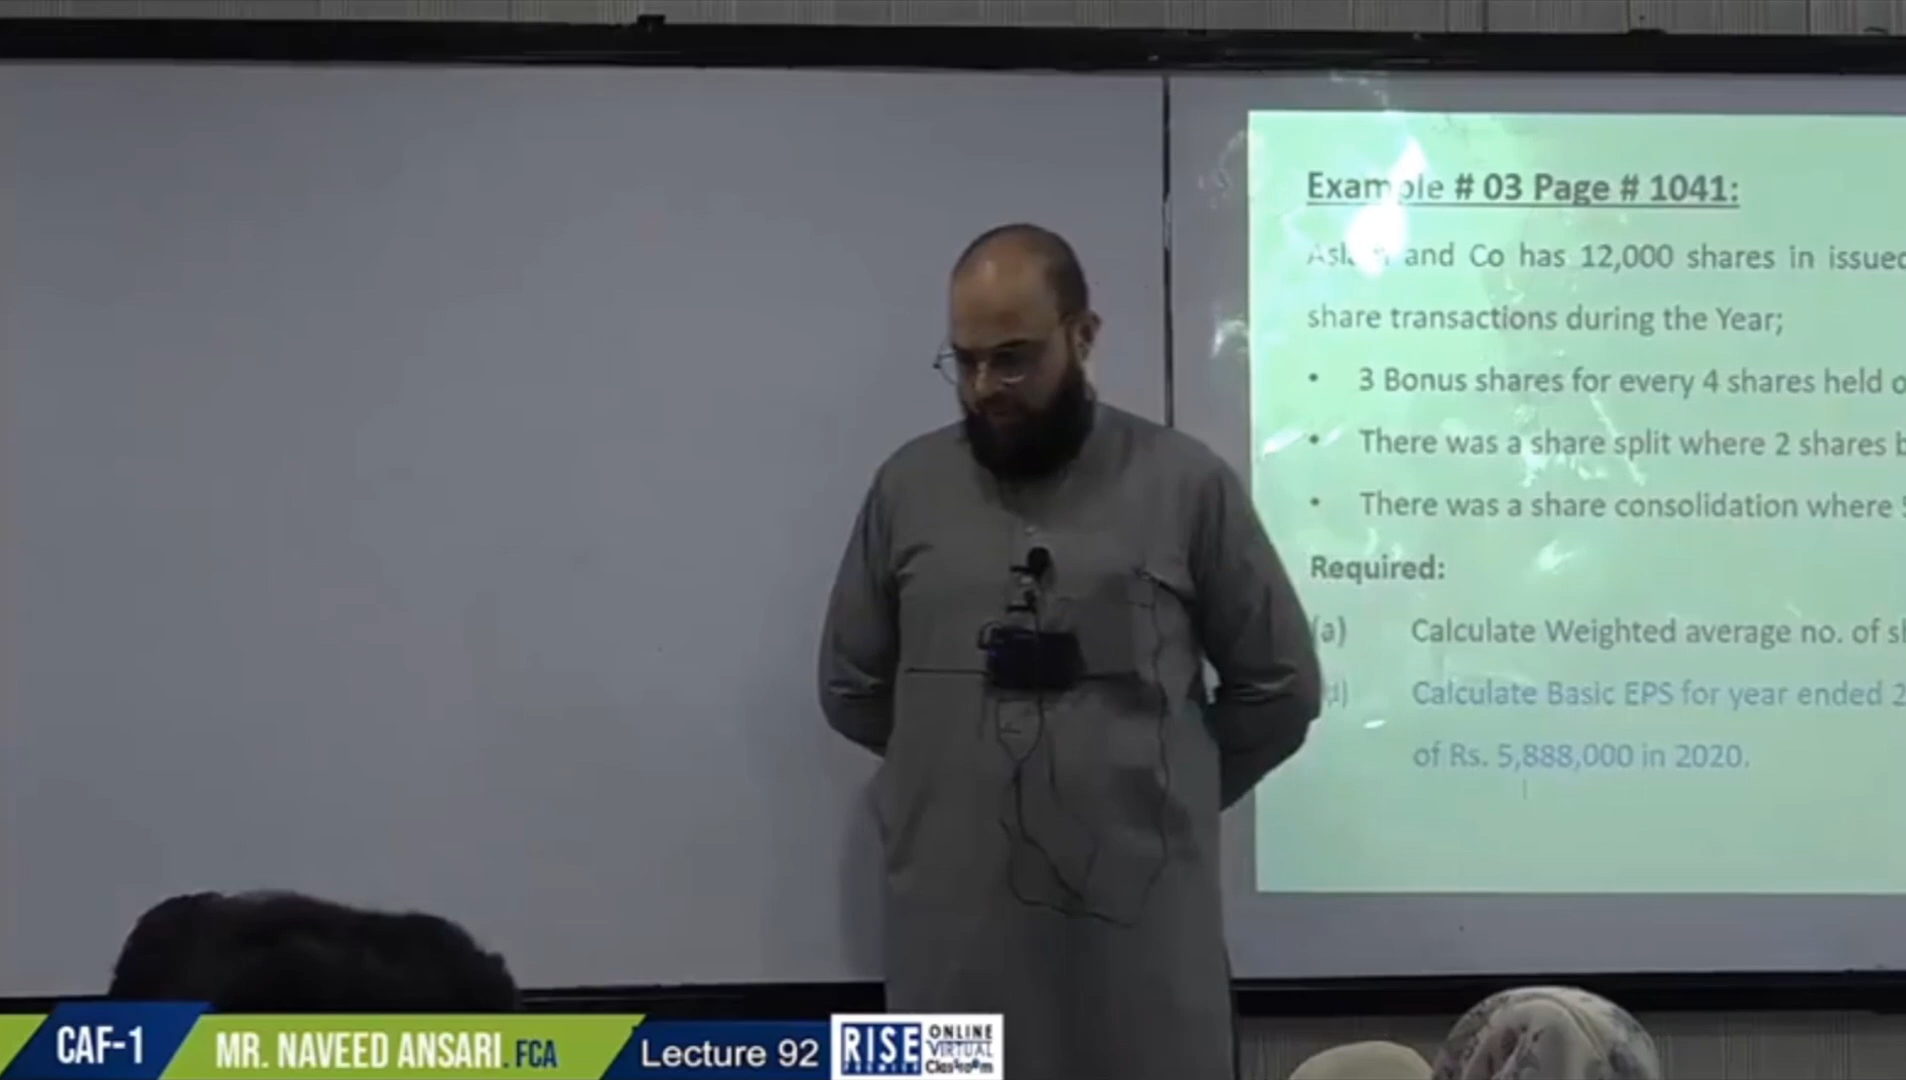 Example # 03 Page # 1041:
and Co has 12,000 shares in issued
share transactions during the Year;
• 3 Bonus shares for every 4 shares held
• There was a share split where 2 shares
• There was a share consolidation where
Required:
(a) Calculate Weighted average no. of
Calculate Basic EPS for year ended
of Rs. 5,888,000 in 2020.
CAF-1 MR. NAVEED ANSARI. FCA Lecture 92 RISE PREMIER ONLINE VIRTUAL Classroom